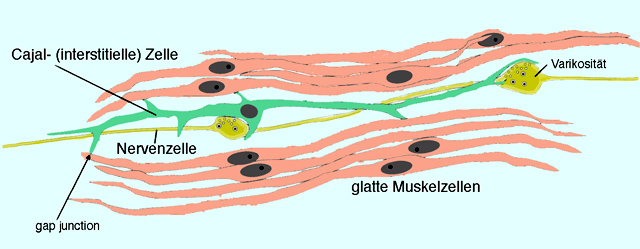 Cajal- (interstitielle) Zelle
Varikosität
Nervenzelle
glatte Muskelzellen
gap junction